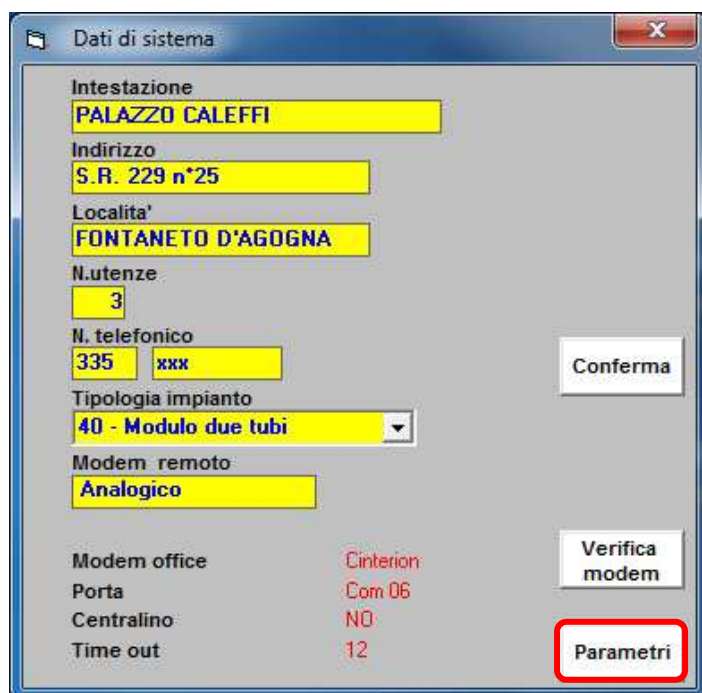 Dati di sistema
Intestazione
PALAZZO CALEFFI
Indirizzo
S.R. 229 n°25
Localita'
FONTANETO D'AGOGNA
N.utenze
3
N. telefonico
335 xxx
Conferma
Tipologia impianto
40 - Modulo due tubi
Modem remoto
Analogico
Verifica
modem
Modem office Cinterion
Porta Com 06
Centralino NO
Time out 12
Parametri